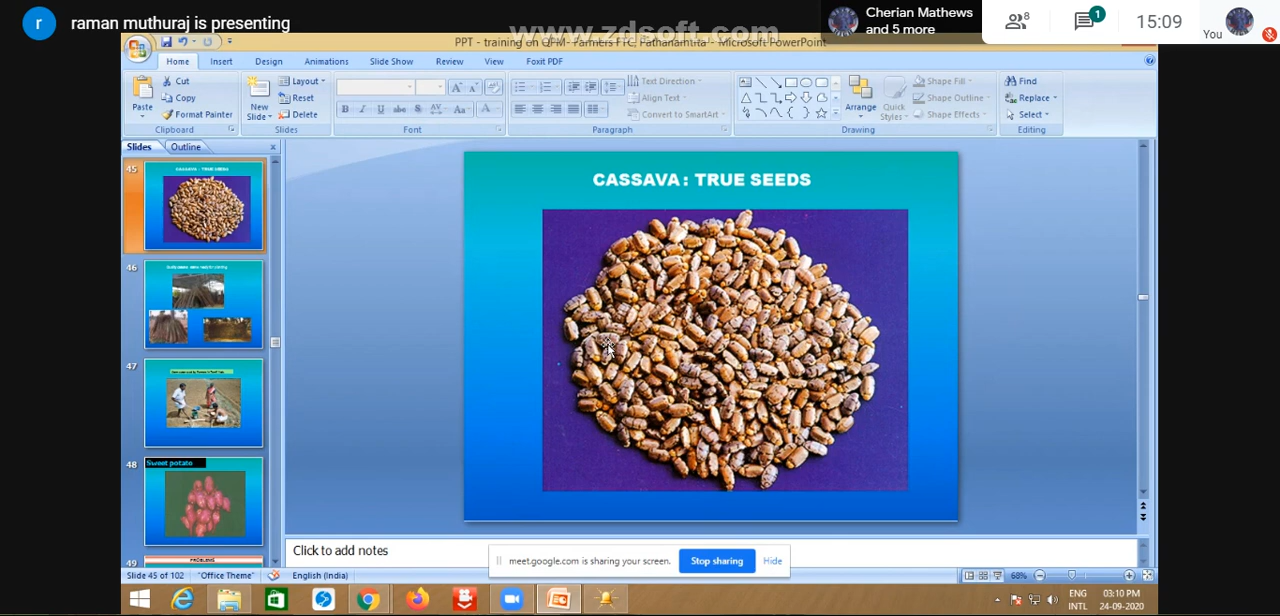 r
raman muthuraj is presenting
www.zdsoft.com
Cherian Mathews
and 5 more
8
1
15:09
You
PPT - training on QPM- Farmers FTC, Pathanamtita - Microsoft PowerPoint
Home
Insert
Design
Animations
Slide Show
Review
View
Foxit PDF
Paste
Cut
Copy
Format Painter
Clipboard
New
Slide
Layout
Reset
Delete
Slides
Font
Text Direction
Align Text
Convert to SmartArt
Paragraph
Arrange
Quick
Styles
Shape Fill
Shape Outline
Shape Effects
Drawing
Find
Replace
Select
Editing
Slides
Outline
x
45
CASSAVA : TRUE SEEDS
46
47
48
Sweet potato
49
PROBLEMS
CASSAVA : TRUE SEEDS
Click to add notes
meet.google.com is sharing your screen.
Stop sharing
Hide
Slide 45 of 102
"Office Theme"
English (India)
68%
ENG
INTL
03:10 PM
24-09-2020